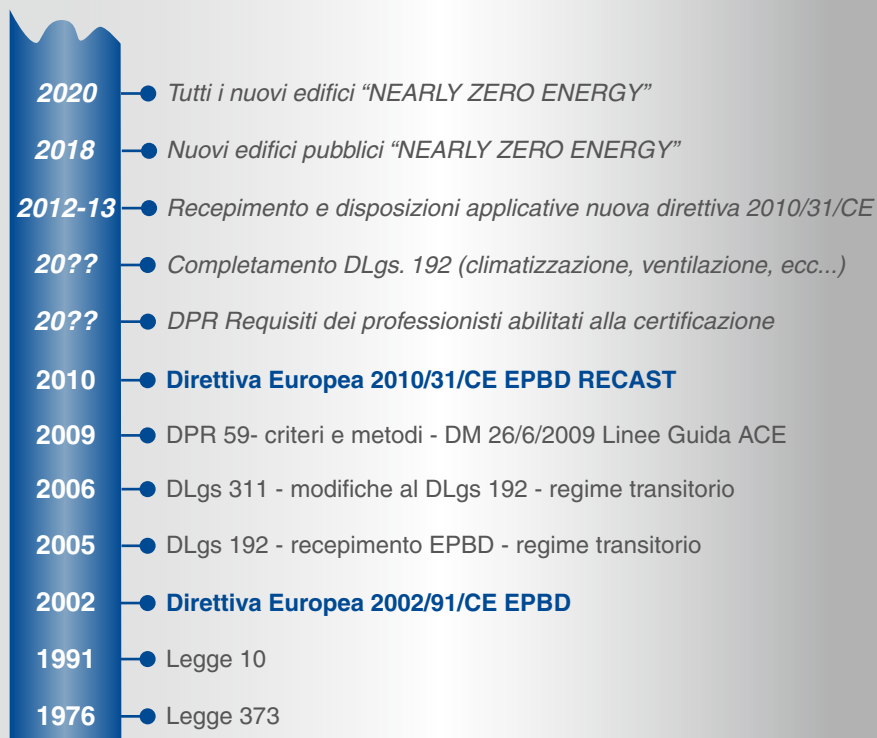 2020 Tutti i nuovi edifici “NEARLY ZERO ENERGY”
2018 Nuovi edifici pubblici “NEARLY ZERO ENERGY”
2012-13 Recepimento e disposizioni applicative nuova direttiva 2010/31/CE
20?? Completamento DLgs. 192 (climatizzazione, ventilazione, ecc...)
20?? DPR Requisiti dei professionisti abilitati alla certificazione
2010 Direttiva Europea 2010/31/CE EPBD RECAST
2009 DPR 59- criteri e metodi - DM 26/6/2009 Linee Guida ACE
2006 DLgs 311 - modifiche al DLgs 192 - regime transitorio
2005 DLgs 192 - recepimento EPBD - regime transitorio
2002 Direttiva Europea 2002/91/CE EPBD
1991 Legge 10
1976 Legge 373